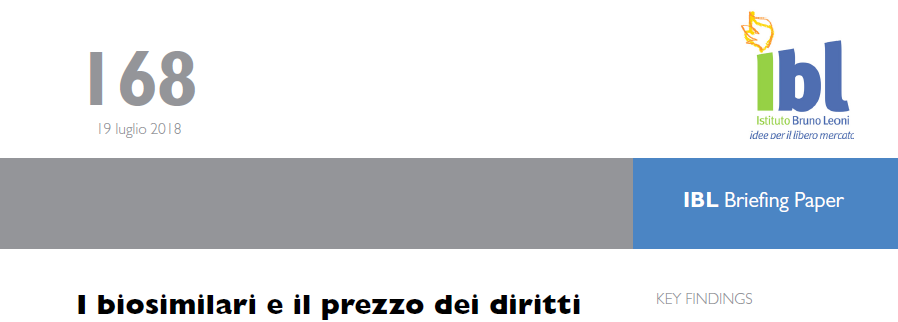 168
19 luglio 2018
ibl
Istituto Bruno Leoni
idee per il libero mercato
IBL Briefing Paper
I biosimilari e il prezzo dei diritti
KEY FINDINGS